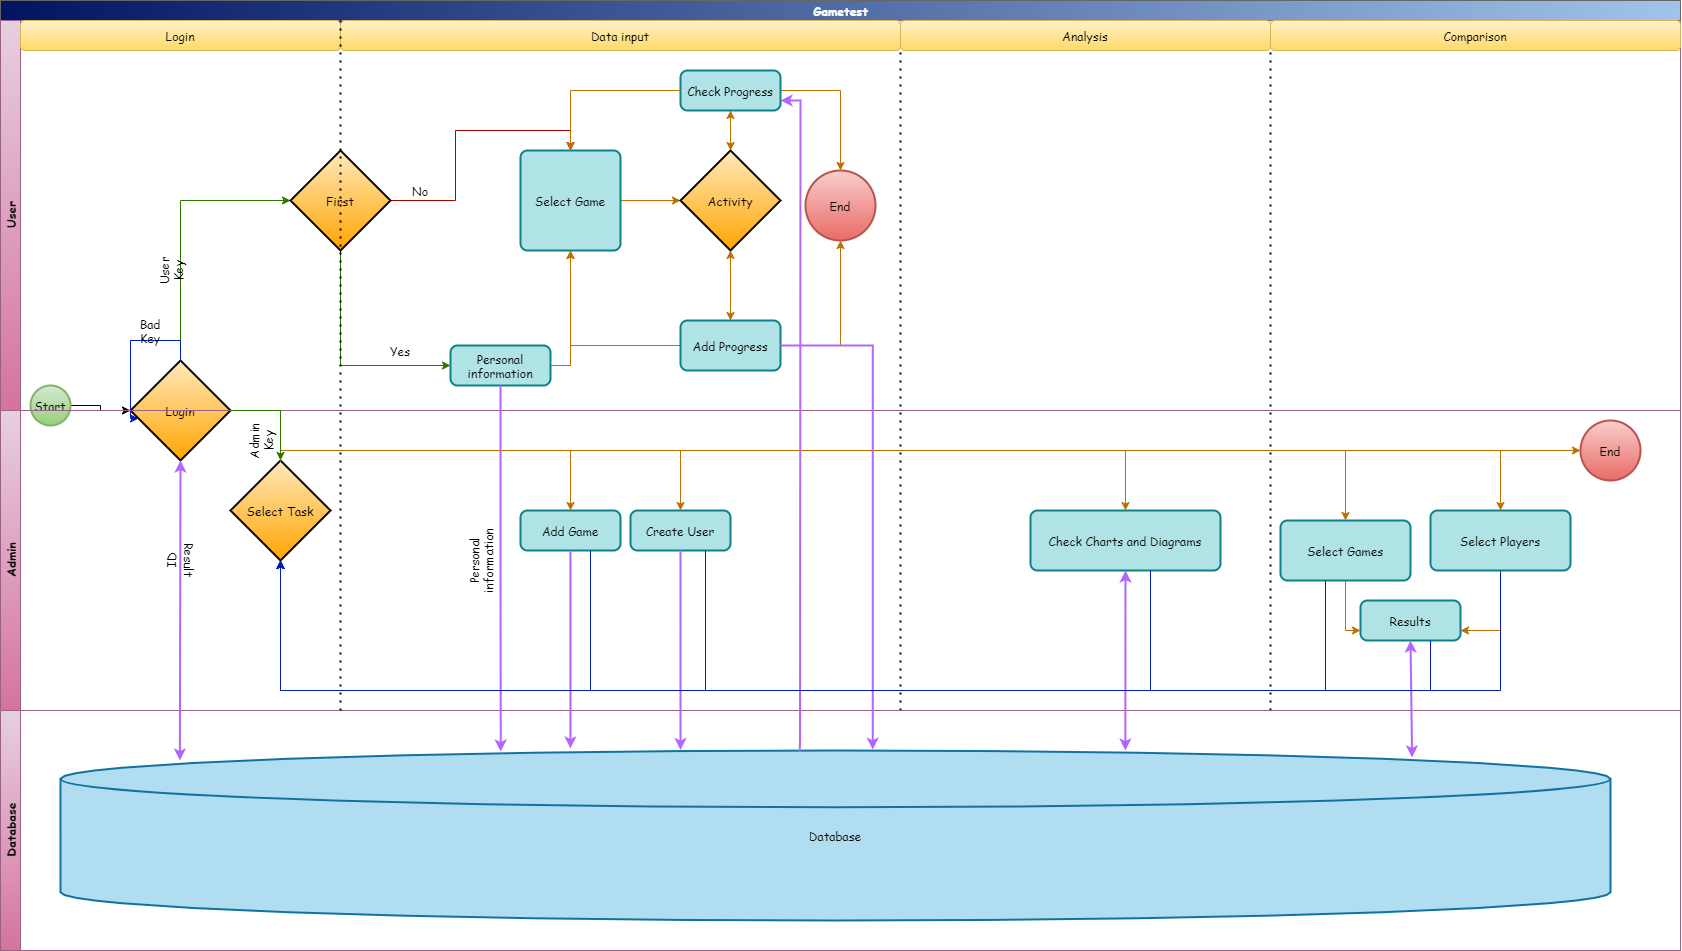 Gametest
Login
Data input
Analysis
Comparison
User
Check Progress
First
No
Select Game
Activity
End
User
Key
Bad
Key
Yes
Personal
information
Add Progress
Start
Login
Admin
Admin
Key
End
Select Task
Add Game
Create User
Check Charts and Diagrams
Select Games
Select Players
Result
ID
Personal
information
Results
Database
Database